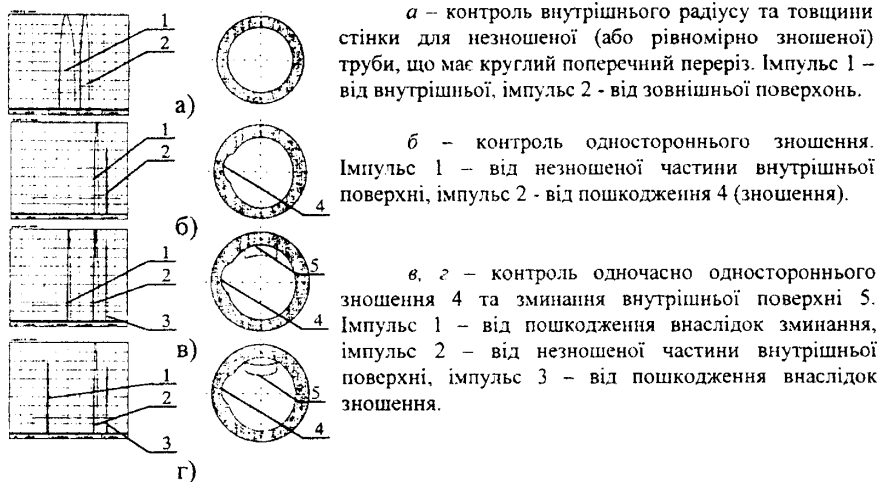 а – контроль внутрішнього радіусу та товщини
стінки для незношеної (або рівномірно зношеної)
труби, що має круглий поперечний переріз. Імпульс 1 –
від внутрішньої, імпульс 2 - від зовнішньої поверхонь.
1
2
а)
б – контроль одностороннього зношення.
Імпульс 1 – від незношеної частини внутрішньої
поверхні, імпульс 2 - від пошкодження 4 (зношення).
1
2
4
б)
в, г – контроль одночасно одностороннього
зношення 4 та зминання внутрішньої поверхні 5.
Імпульс 1 – від пошкодження внаслідок зминання,
імпульс 2 – від незношеної частини внутрішньої
поверхні, імпульс 3 – від пошкодження внаслідок
зношення.
1
2
3
5
4
в)
1
2
3
5
4
г)